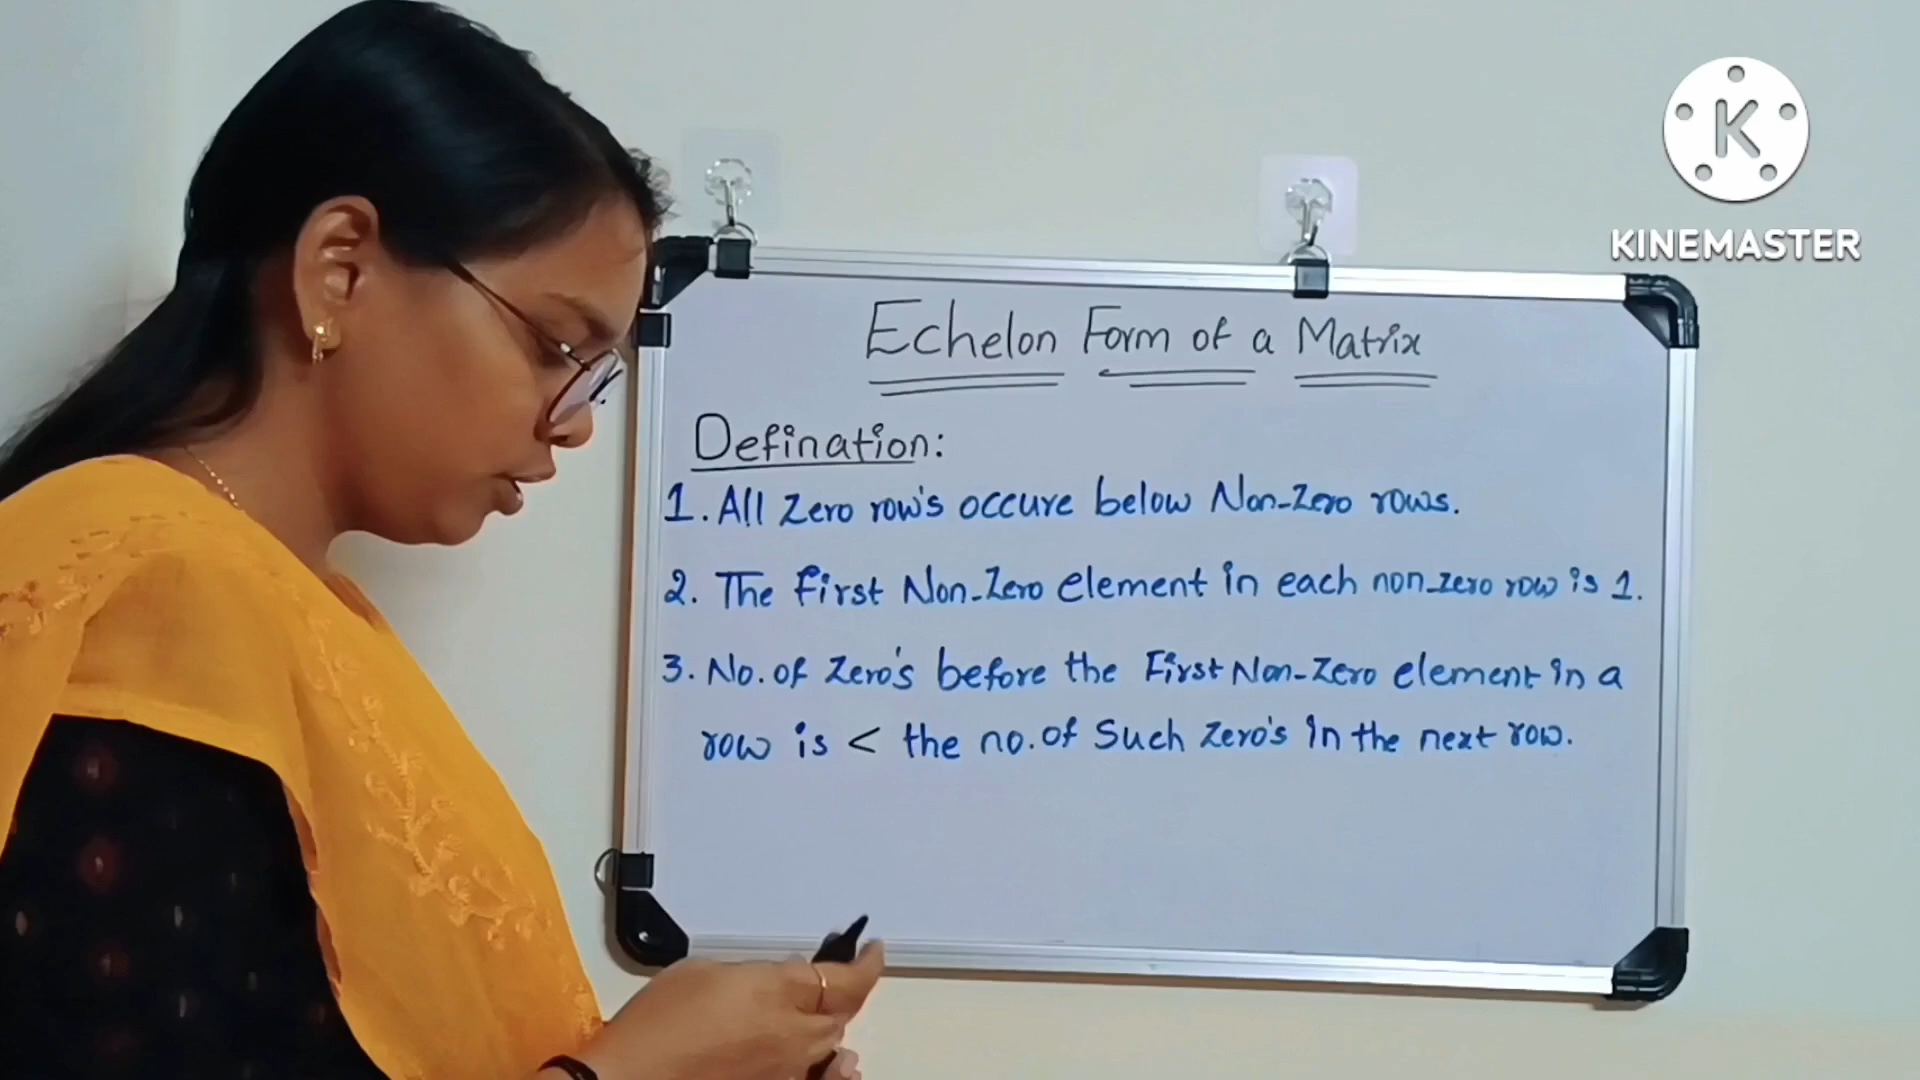 K
KINEMASTER
Echelon Form of a Matrix
Defination:
1. All Zero row's occure below Non-Zero rows.
2. The first Non-Zero element in each non-zero row is 1.
3. No. of Zero's before the First Non-Zero element in a
row is < the no. of Such Zero's in the next row.